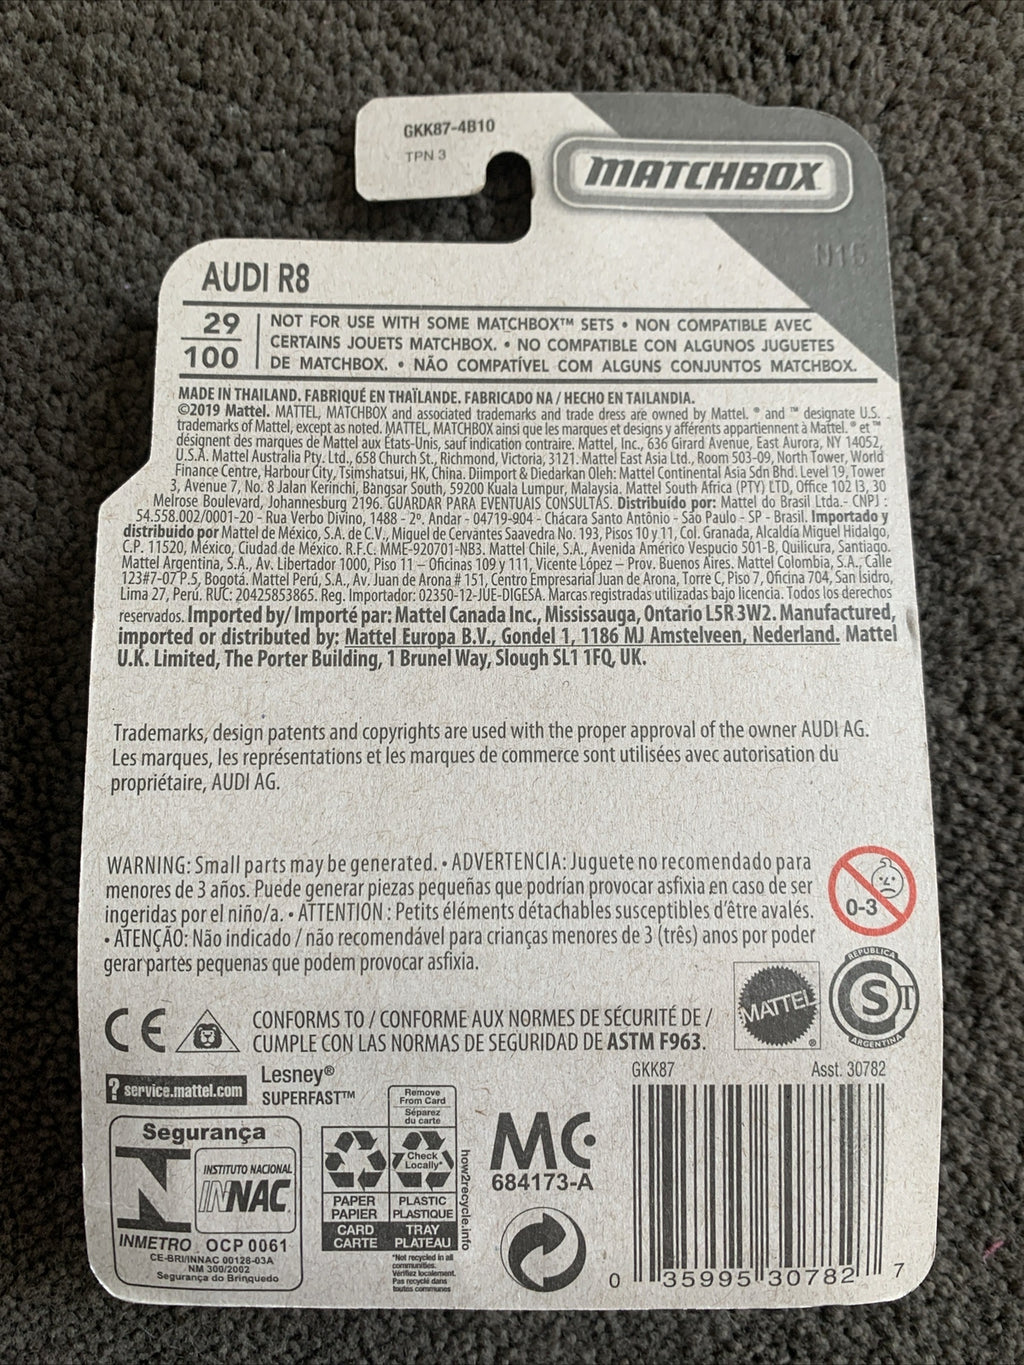 GKK87-4B10
TPN 3
MATCHBOX
N15
AUDI R8
29
100
NOT FOR USE WITH SOME MATCHBOX™ SETS • NON COMPATIBLE AVEC
CERTAINS JOUETS MATCHBOX. • NO COMPATIBLE CON ALGUNOS JUGUETES
DE MATCHBOX. • NÃO COMPATÍVEL COM ALGUNS CONJUNTOS MATCHBOX.
MADE IN THAILAND. FABRIQUÉ EN THAÏLANDE. FABRICADO NA / HECHO EN TAILANDIA.
©2019 Mattel. MATTEL, MATCHBOX and associated trademarks and trade dress are owned by Mattel. ® and ™ designate U.S.
trademarks of Mattel, except as noted. MATTEL, MATCHBOX ainsi que les marques et designs y afférents appartiennent à Mattel. ® et ™
désignent des marques de Mattel aux États-Unis, sauf indication contraire. Mattel, Inc., 636 Girard Avenue, East Aurora, NY 14052,
U.S.A. Mattel Australia Pty. Ltd., 658 Church St., Richmond, Victoria, 3121. Mattel East Asia Ltd., Room 503-09, North Tower, World
Finance Centre, Harbour City, Tsimshatsui, HK, China. Diimport & Diedarkan Oleh: Mattel Continental Asia Sdn Bhd. Level 19, Tower
3, Avenue 7, No. 8 Jalan Kerinchi, Bangsar South, 59200 Kuala Lumpur, Malaysia. Mattel South Africa (PTY) LTD, Office 102 I3, 30
Melrose Boulevard, Johannesburg 2196. GUARDAR PARA EVENTUAIS CONSULTAS. Distribuído por: Mattel do Brasil Ltda.- CNPJ :
54.558.002/0001-20 - Rua Verbo Divino, 1488 - 2º. Andar - 04719-904 - Chácara Santo Antônio - São Paulo - SP - Brasil. Importado y
distribuido por Mattel de México, S.A. de C.V., Miguel de Cervantes Saavedra No. 193, Pisos 10 y 11, Col. Granada, Alcaldía Miguel Hidalgo,
C.P. 11520, México, Ciudad de México. R.F.C. MME-920701-NB3. Mattel Chile, S.A., Avenida Américo Vespucio 501-B, Quilicura, Santiago.
Mattel Argentina, S.A., Av. Libertador 1000, Piso 11 – Oficinas 109 y 111, Vicente López – Prov. Buenos Aires. Mattel Colombia, S.A., Calle
123#7-07 P.5, Bogotá. Mattel Perú, S.A., Av. Juan de Arona # 151, Centro Empresarial Juan de Arona, Torre C, Piso 7, Oficina 704, San Isidro,
Lima 27, Perú. RUC: 20425853865. Reg. Importador: 02350-12-JUE-DIGESA. Marcas registradas utilizadas bajo licencia. Todos los derechos
reservados. Imported by/ Importé par: Mattel Canada Inc., Mississauga, Ontario L5R 3W2. Manufactured,
imported or distributed by: Mattel Europa B.V., Gondel 1, 1186 MJ Amstelveen, Nederland. Mattel
U.K. Limited, The Porter Building, 1 Brunel Way, Slough SL1 1FQ, UK.
Trademarks, design patents and copyrights are used with the proper approval of the owner AUDI AG.
Les marques, les représentations et les marques de commerce sont utilisées avec autorisation du
propriétaire, AUDI AG.
WARNING: Small parts may be generated. • ADVERTENCIA: Juguete no recomendado para
menores de 3 años. Puede generar piezas pequeñas que podrían provocar asfixia en caso de ser
ingeridas por el niño/a. • ATTENTION : Petits éléments détachables susceptibles d'être avalés.
• ATENÇÃO: Não indicado / não recomendável para crianças menores de 3 (três) anos por poder
gerar partes pequenas que podem provocar asfixia.
0-3
MATTEL ®
REPUBLICA
S T
ARGENTINA
CE
CONFORMS TO / CONFORME AUX NORMES DE SÉCURITÉ DE /
CUMPLE CON LAS NORMAS DE SEGURIDAD DE ASTM F963.
GKK87
Asst. 30782
? service.mattel.com
Lesney®
SUPERFAST™
Segurança
INSTITUTO NACIONAL
INNAC
INMETRO OCP 0061
CE-BRI/INNAC 00128-03A
NM 300/2002
Segurança do Brinquedo
Remove
From Card
Séparez
du carte
Check
Locally*
PAPER
PAPIER
CARD
CARTE
PLASTIC
PLASTIQUE
TRAY
PLATEAU
*Not recycled in all
communities.
Vérifiez localement.
Pas recyclé dans
toutes communes
how2recycle.info
MC
684173-A
0 35995 30782 7